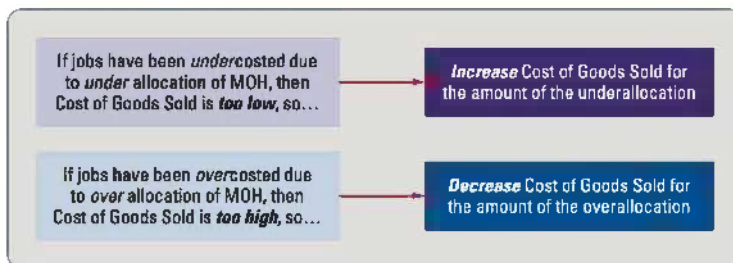 If jobs have been undercosted due
to under allocation of MOH, then
Cost of Goods Sold is too low, so...
Increase Cost of Goods Sold for
the amount of the underallocation
If jobs have been overcosted due
to over allocation of MOH, then
Cost of Goods Sold is too high, so...
Decrease Cost of Goods Sold for
the amount of the overallocation